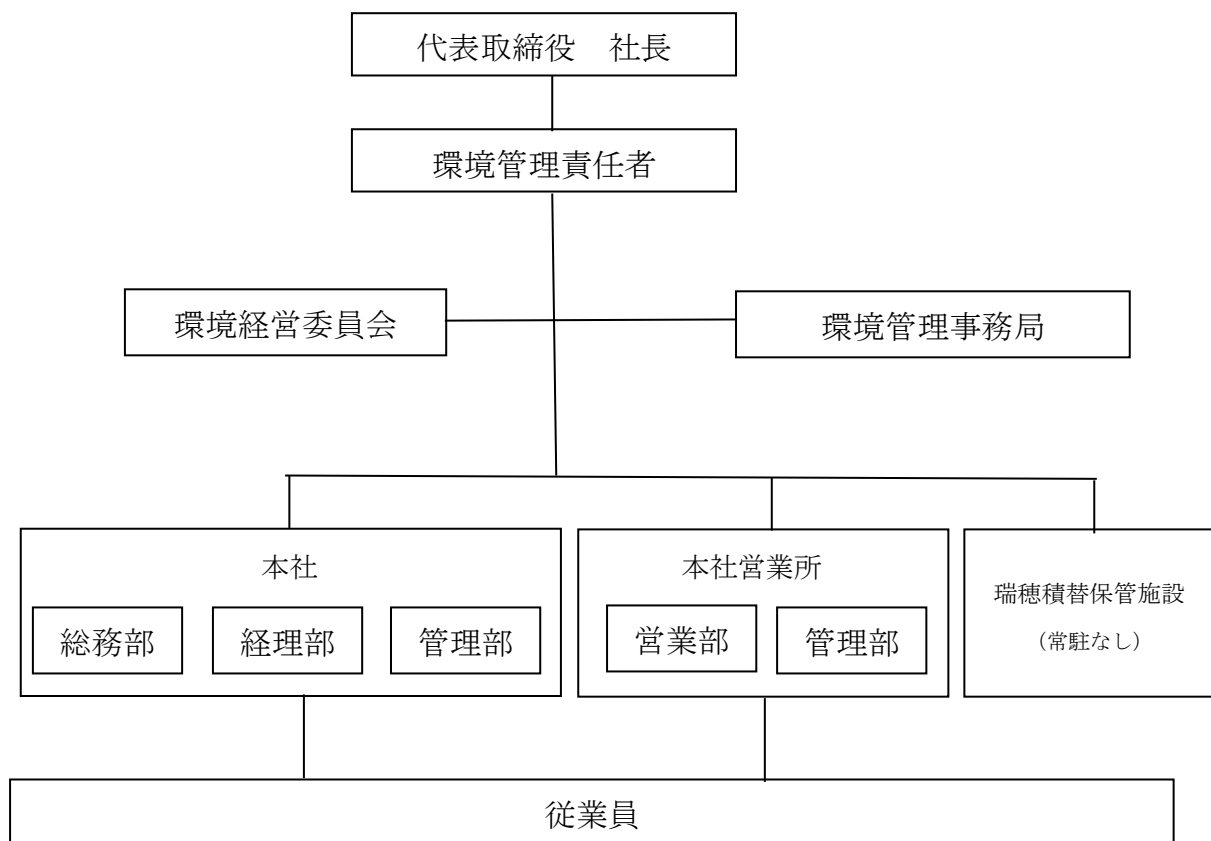 代表取締役　社長
環境管理責任者
環境経営委員会
環境管理事務局
本社
総務部
経理部
管理部
本社営業所
営業部
管理部
瑞穂積替保管施設
（常駐なし）
従業員